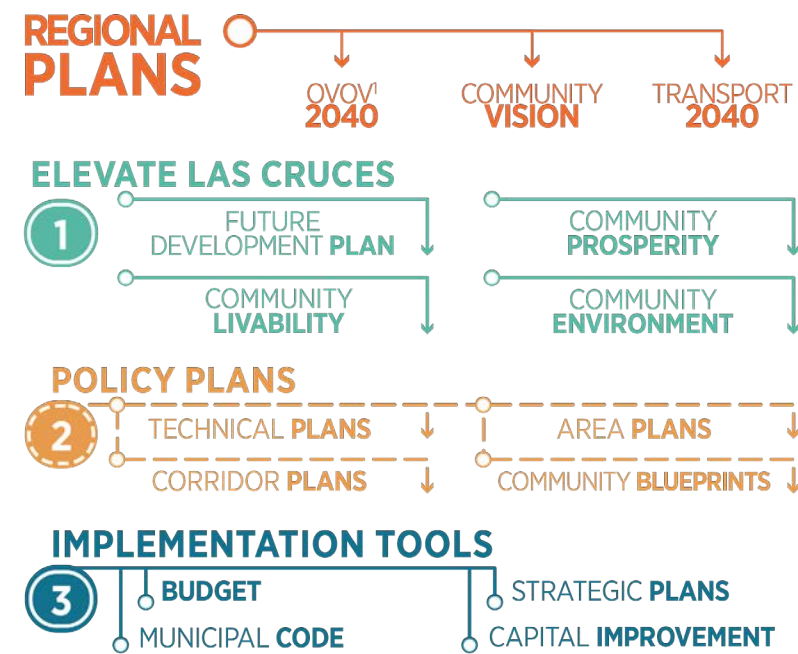 REGIONAL
PLANS
OVOV¹
2040
COMMUNITY
VISION
TRANSPORT
2040
ELEVATE LAS CRUCES
1
FUTURE
DEVELOPMENT PLAN
COMMUNITY
PROSPERITY
COMMUNITY
LIVABILITY
COMMUNITY
ENVIRONMENT
POLICY PLANS
2
TECHNICAL PLANS
AREA PLANS
CORRIDOR PLANS
COMMUNITY BLUEPRINTS
IMPLEMENTATION TOOLS
3
BUDGET
STRATEGIC PLANS
MUNICIPAL CODE
CAPITAL IMPROVEMENT